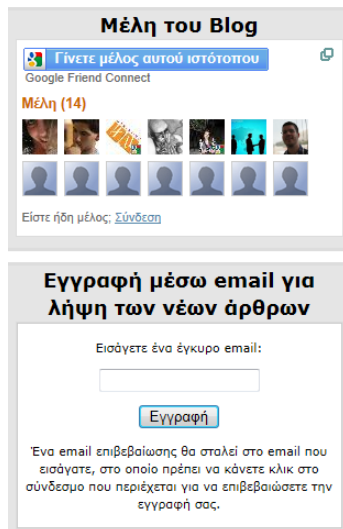 Μέλη του Blog
Γίνετε μέλος αυτού ιστότοπου
Google Friend Connect
Μέλη (14)
Είστε ήδη μέλος; Σύνδεση
Εγγραφή μέσω email για
λήψη των νέων άρθρων
Εισάγετε ένα έγκυρο email:
Εγγραφή
Ένα email επιβεβαίωσης θα σταλεί στο email που
εισάγατε, στο οποίο πρέπει να κάνετε κλικ στο
σύνδεσμο που περιέχεται για να επιβεβαιώσετε την
εγγραφή σας.